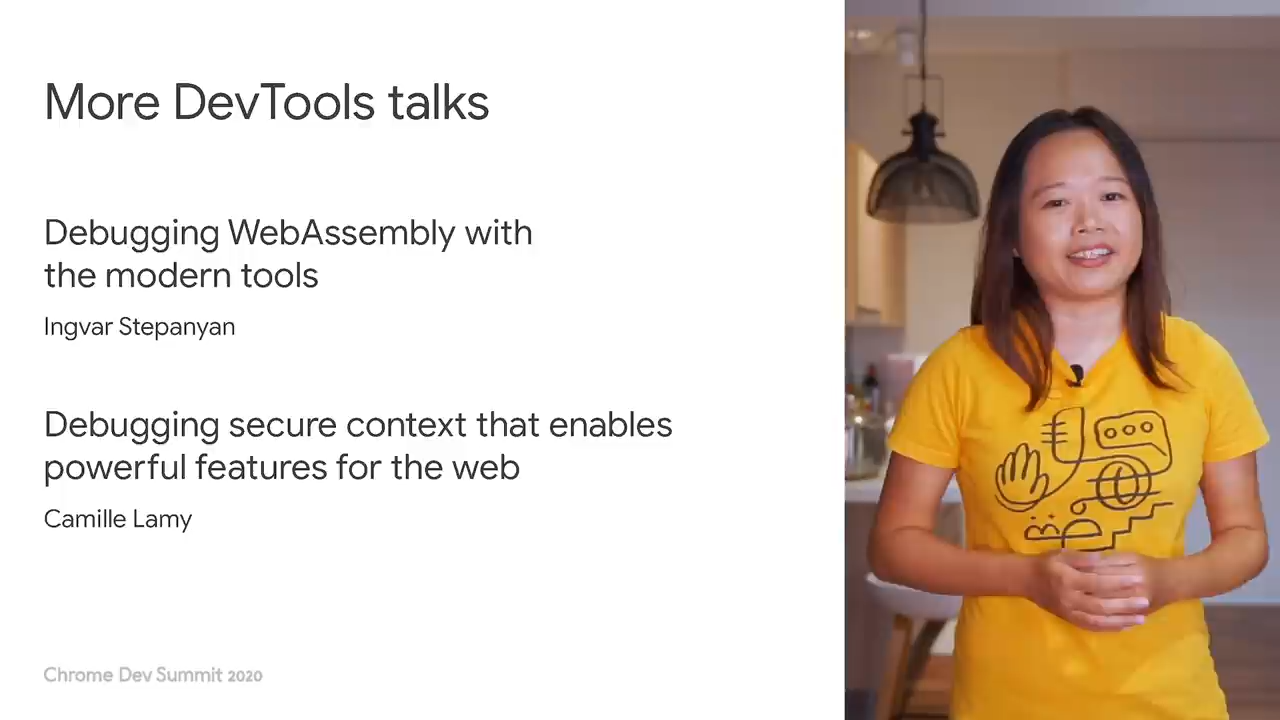 More DevTools talks
Debugging WebAssembly with
the modern tools
Ingvar Stepanyan
Debugging secure context that enables
powerful features for the web
Camille Lamy
Chrome Dev Summit 2020